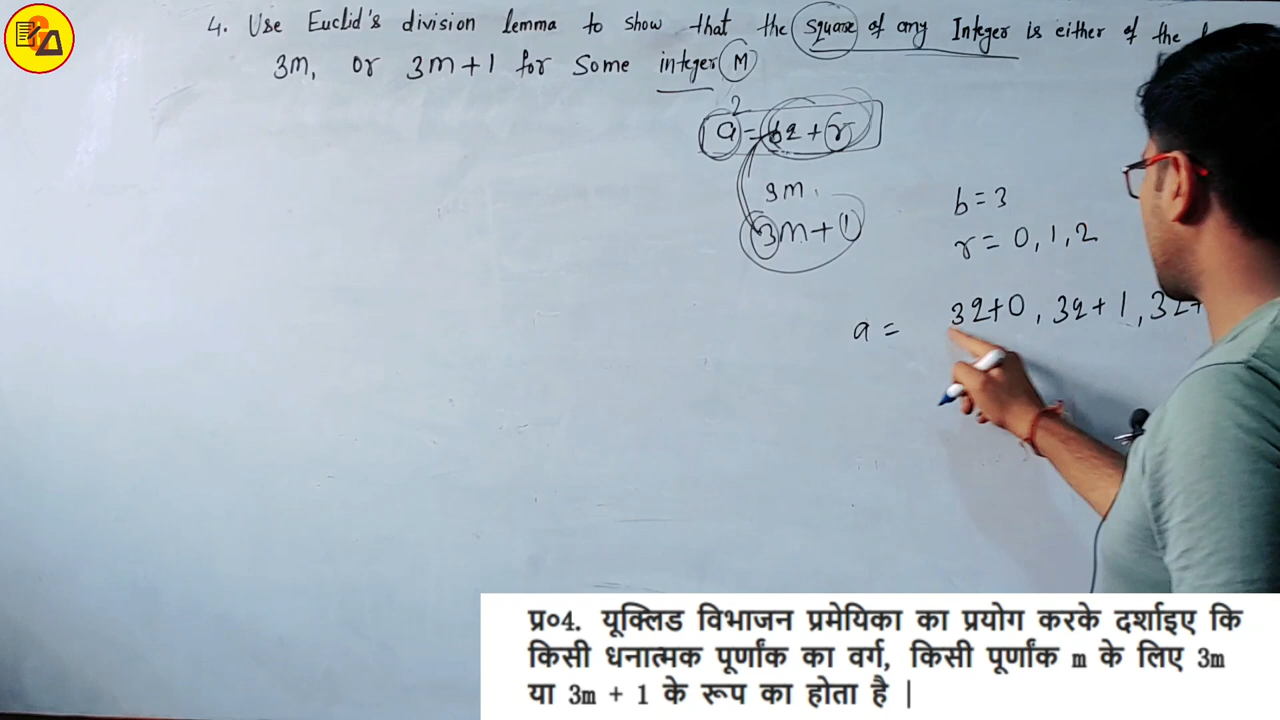 4. Use Euclid's division lemma to show that the square of any Integer is either of the
3m, or 3m+1 for some integer M
a² = bq + r
3m,
3m+1
b=3
r = 0,1,2
a = 3q+0, 3q+1, 3q+
प्र०4. यूक्लिड विभाजन प्रमेयिका का प्रयोग करके दर्शाइए कि
किसी धनात्मक पूर्णांक का वर्ग, किसी पूर्णांक m के लिए 3m
या 3m + 1 के रूप का होता है |